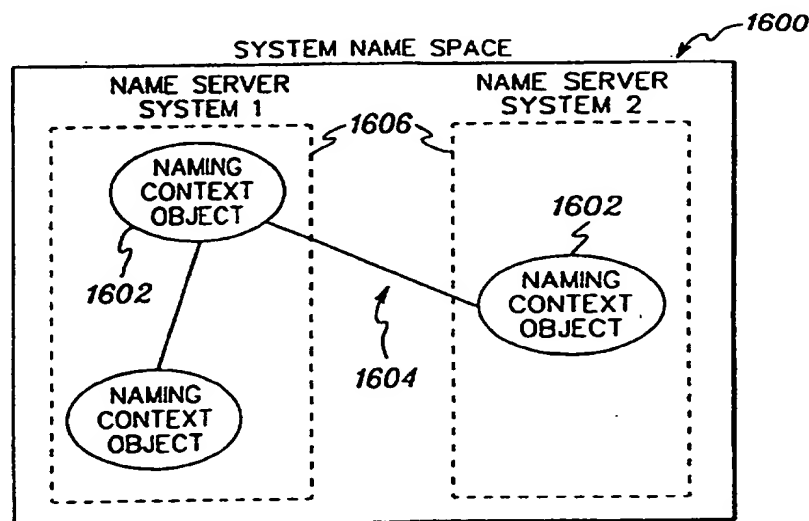 1600
SYSTEM NAME SPACE
NAME SERVER
SYSTEM 1
1606
NAME SERVER
SYSTEM 2
NAMING
CONTEXT
OBJECT
1602
1602
NAMING
CONTEXT
OBJECT
1604
NAMING
CONTEXT
OBJECT